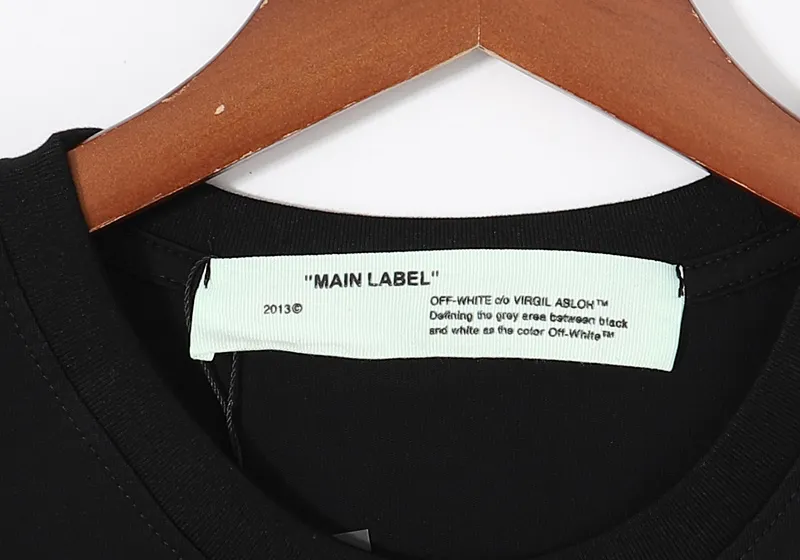 "MAIN LABEL"
2013©
OFF-WHITE c/o VIRGIL ABLOH™
Defining the grey area between black
and white as the color Off-White™